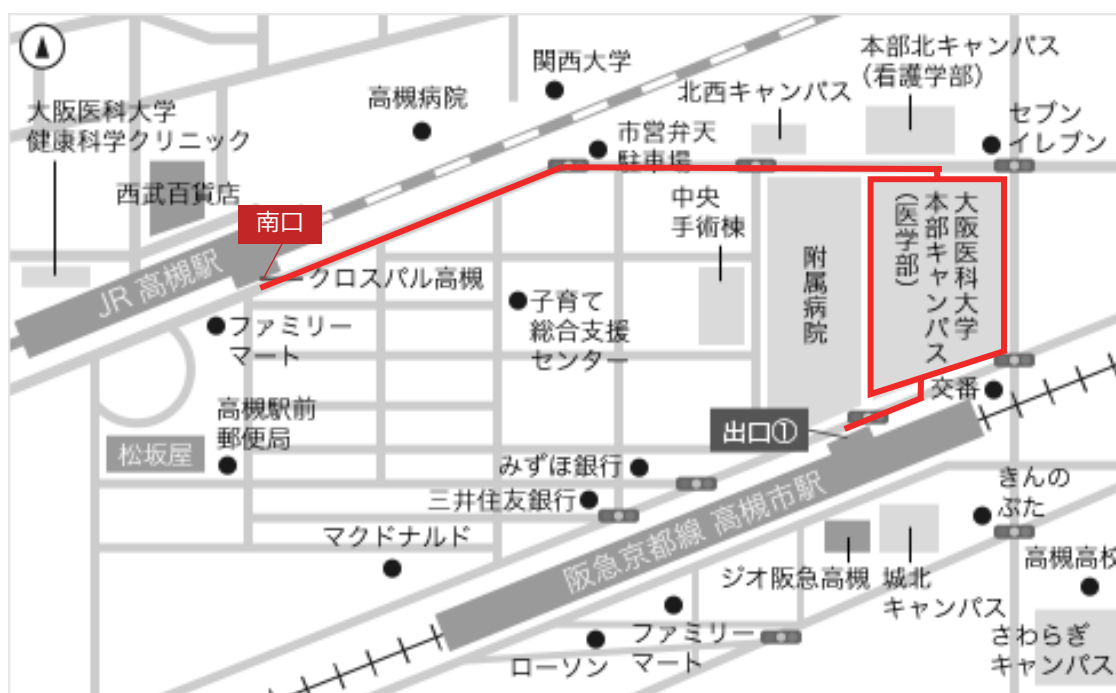 関西大学
本部北キャンパス
（看護学部）
高槻病院
北西キャンパス
大阪医科大学
健康科学クリニック
セブン
イレブン
市営弁天
駐車場
西武百貨店
中央
手術棟
大阪医科大学
本部キャンパス
（医学部）
南口
JR 高槻駅
クロスパル高槻
附属病院
子育て
総合支援
センター
ファミリー
マート
交番
高槻駅前
郵便局
出口①
松坂屋
みずほ銀行
三井住友銀行
きんの
ぶた
阪急京都線 高槻市駅
マクドナルド
高槻高校
ジオ阪急高槻
城北
キャンパス
ファミリー
マート
ローソン
さわらぎ
キャンパス